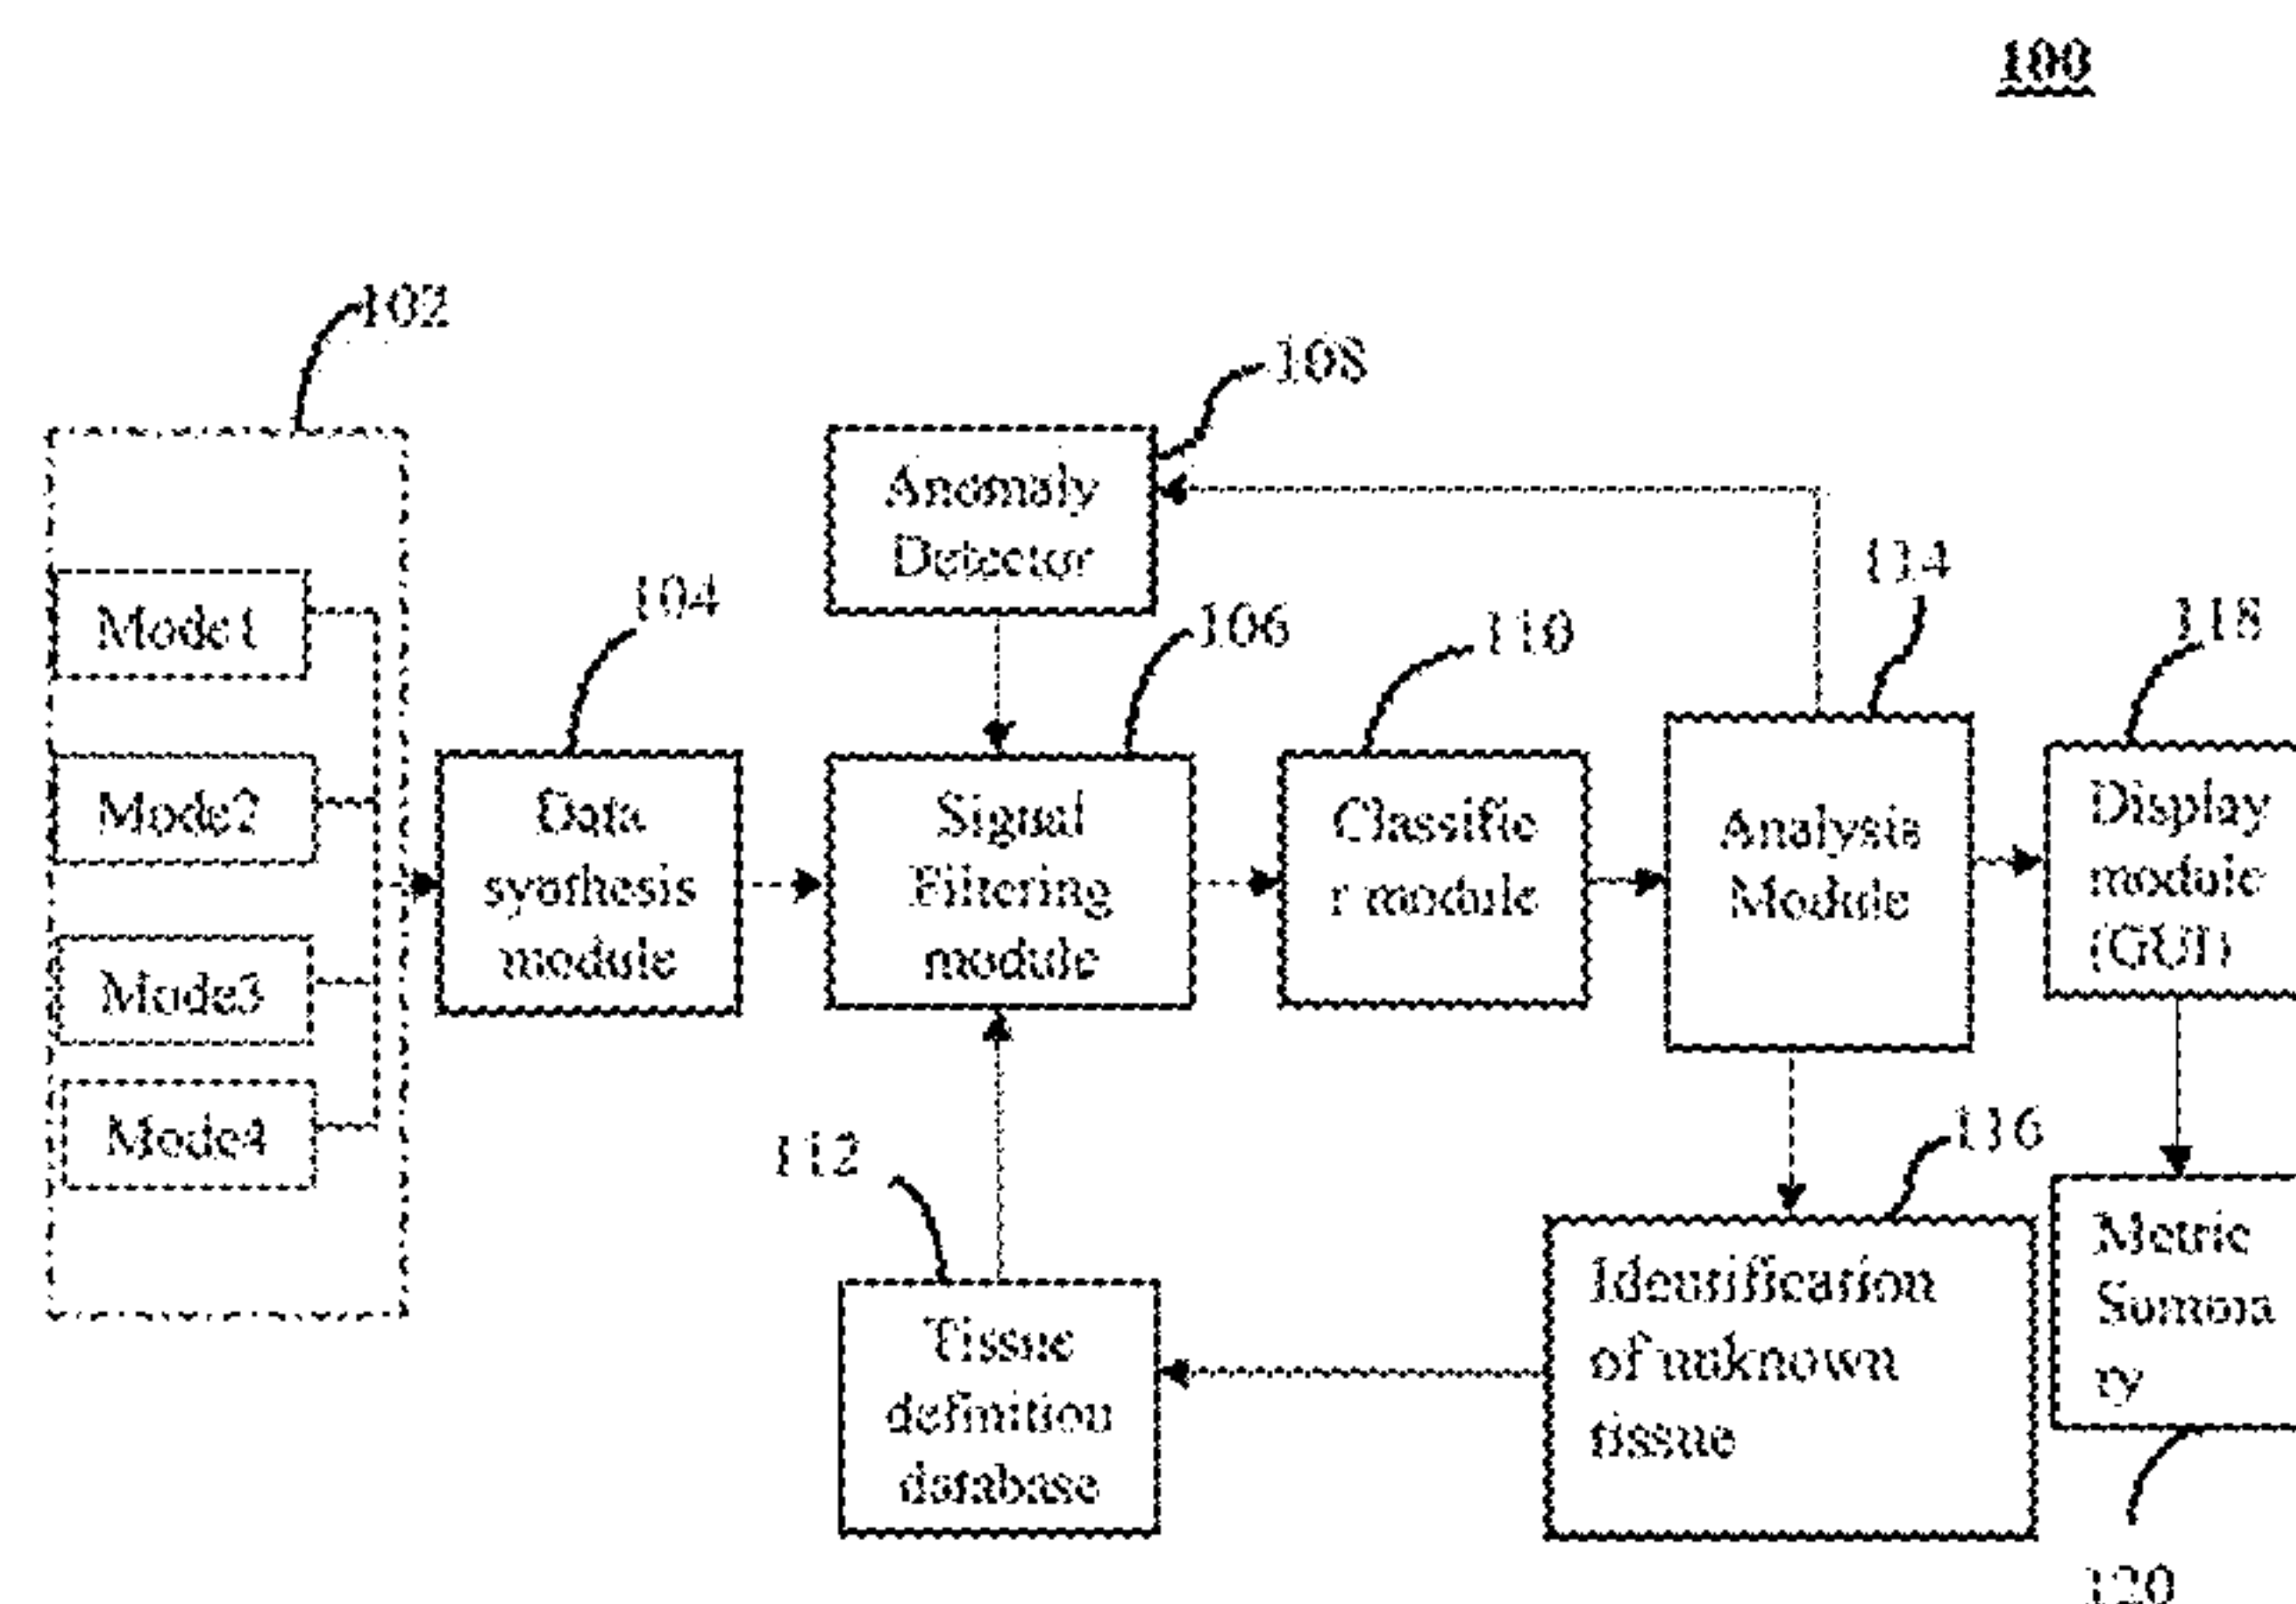 100
102
108
Anomaly
Detector
104
106
110
114
118
Mode1
Mode2
Mode3
Mode4
Data
synthesis
module
Signal
Filtering
module
Classifie
r module
Analysis
Module
Display
module
(GUI)
112
116
Tissue
definition
database
Identification
of unknown
tissue
Metric
Summa
ry
120